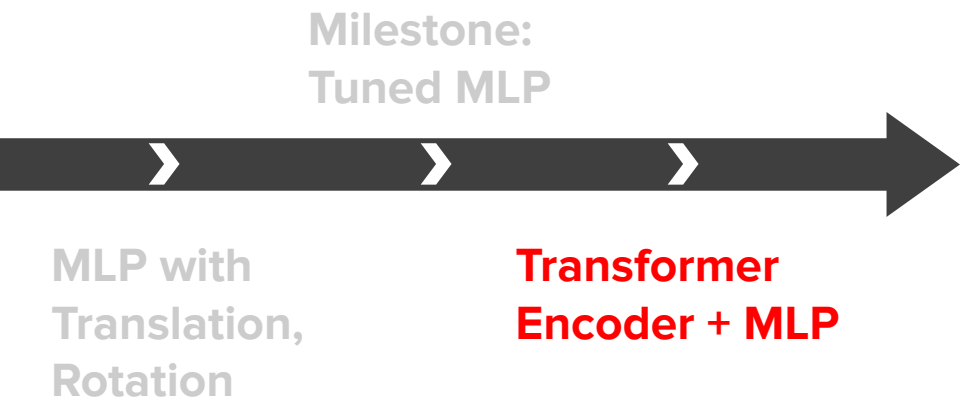 Milestone:
Tuned MLP
MLP with
Translation,
Rotation
Transformer
Encoder + MLP